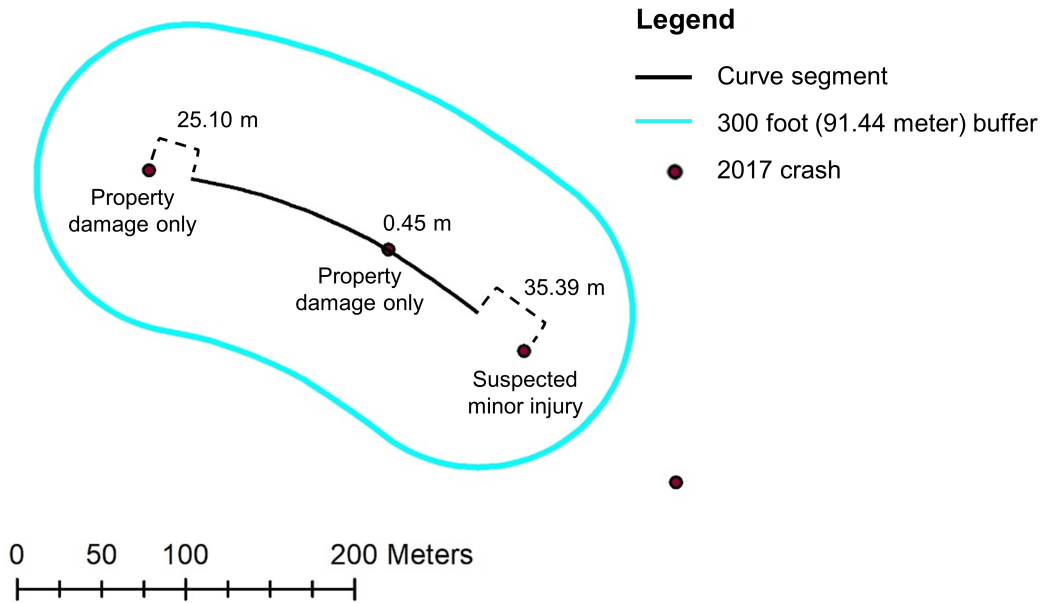 Legend
Curve segment
300 foot (91.44 meter) buffer
2017 crash
25.10 m
Property
damage only
0.45 m
Property
damage only
35.39 m
Suspected
minor injury
0 50 100 200 Meters